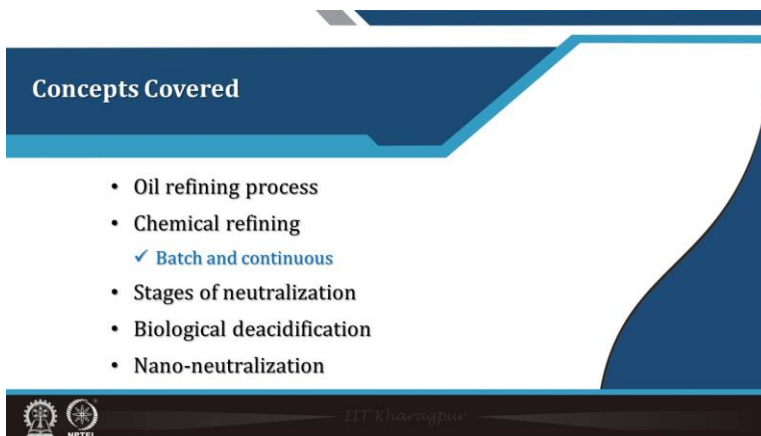 Concepts Covered
• Oil refining process
• Chemical refining
✓ Batch and continuous
• Stages of neutralization
• Biological deacidification
• Nano-neutralization
IIT Kharagpur
NPTEL